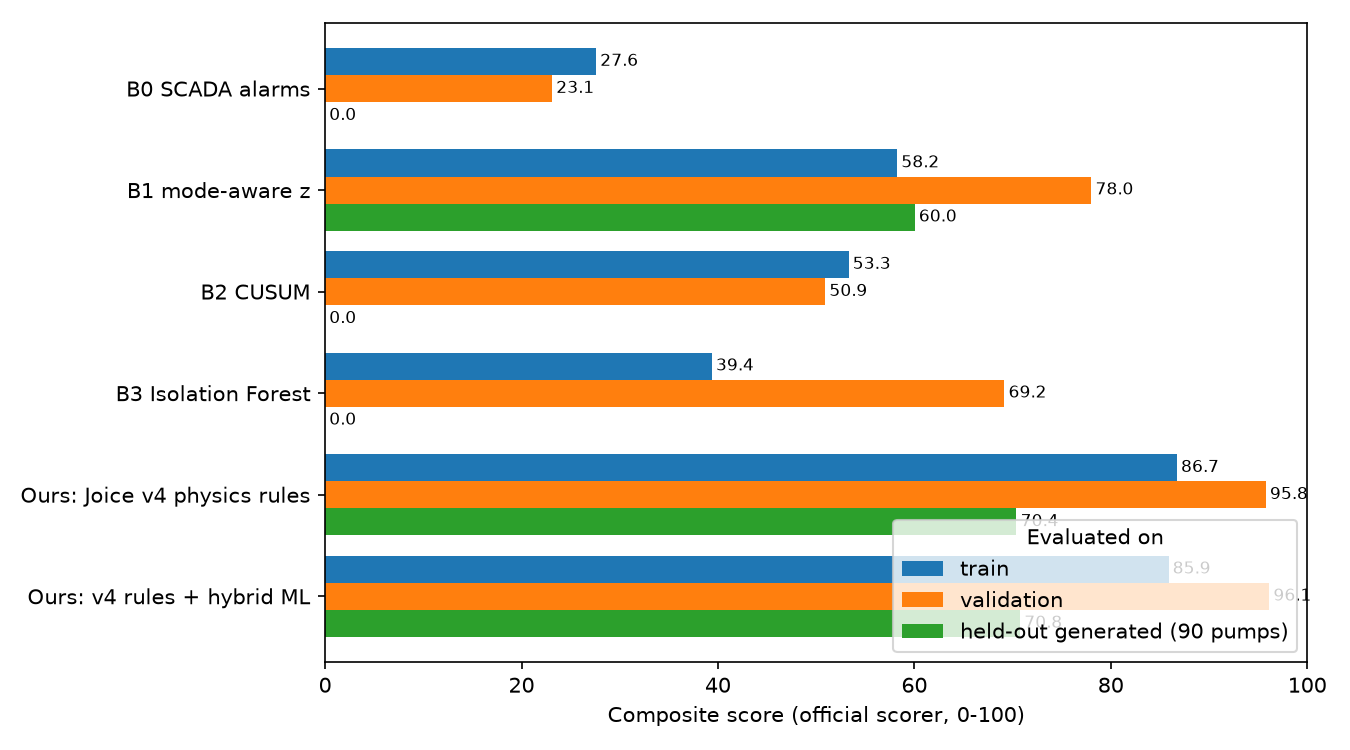 B0 SCADA alarms
27.6
23.1
0.0
B1 mode-aware z
58.2
78.0
60.0
B2 CUSUM
53.3
50.9
0.0
B3 Isolation Forest
39.4
69.2
0.0
Ours: Joice v4 physics rules
86.7
95.8
70.4
Ours: v4 rules + hybrid ML
85.9
96.1
70.8
Evaluated on
train
validation
held-out generated (90 pumps)
0 20 40 60 80 100
Composite score (official scorer, 0-100)